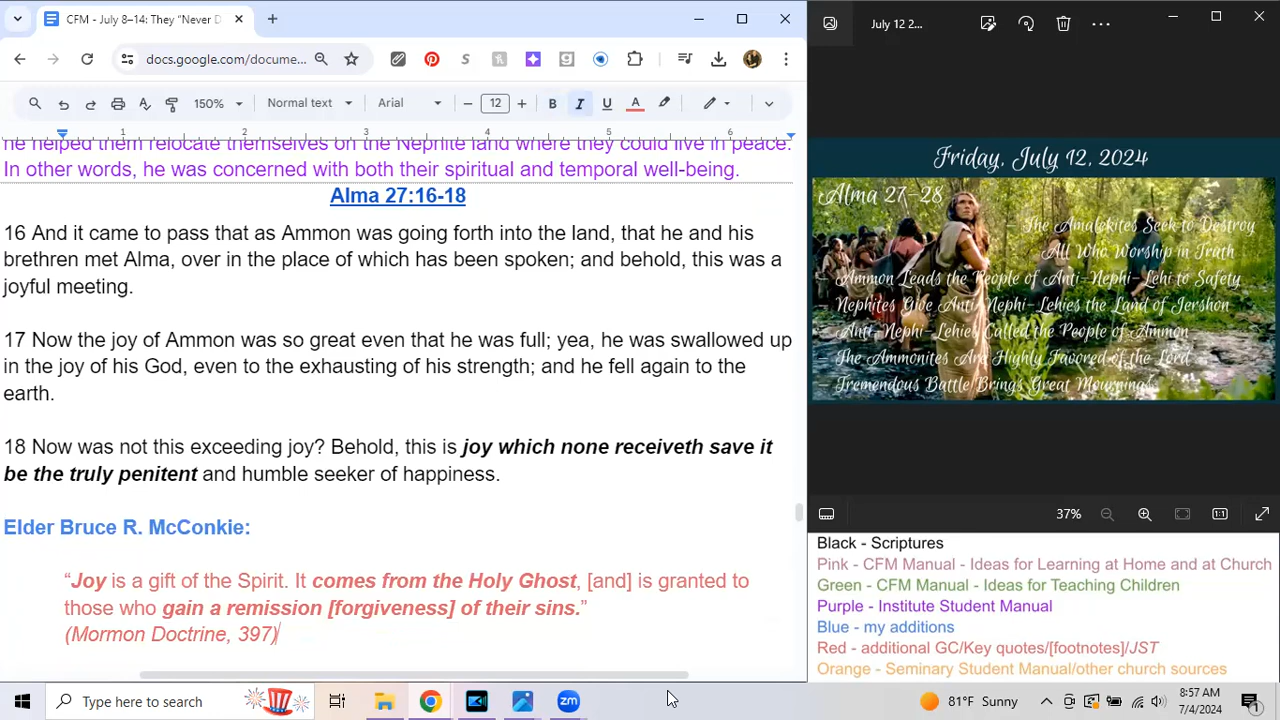 CFM - July 8–14: They “Never D
July 12 2...
docs.google.com/docume...
150%
Normal text
Arial
12
B I U A
1 2 3 4 5 6
he helped them relocate themselves on the Nephite land where they could live in peace.
In other words, he was concerned with both their spiritual and temporal well-being.
Alma 27:16-18
16 And it came to pass that as Ammon was going forth into the land, that he and his
brethren met Alma, over in the place of which has been spoken; and behold, this was a
joyful meeting.
17 Now the joy of Ammon was so great even that he was full; yea, he was swallowed up
in the joy of his God, even to the exhausting of his strength; and he fell again to the
earth.
18 Now was not this exceeding joy? Behold, this is joy which none receiveth save it
be the truly penitent and humble seeker of happiness.
Elder Bruce R. McConkie:
“Joy is a gift of the Spirit. It comes from the Holy Ghost, [and] is granted to
those who gain a remission [forgiveness] of their sins.”
(Mormon Doctrine, 397)
Friday, July 12, 2024
Alma 27-28
– The Amalekites Seek to Destroy
All Who Worship in Truth
– Ammon Leads the People of Anti-Nephi-Lehi to Safety
– Nephites Give Anti-Nephi-Lehies the Land of Jershon
– Anti-Nephi-Lehies Called the People of Ammon
– The Ammonites Are Highly Favored of the Lord
– Tremendous Battle Brings Great Mournings
37%
Black - Scriptures
Pink - CFM Manual - Ideas for Learning at Home and at Church
Green - CFM Manual - Ideas for Teaching Children
Purple - Institute Student Manual
Blue - my additions
Red - additional GC/Key quotes/[footnotes]/JST
Orange - Seminary Student Manual/other church sources
Type here to search
zm
81°F Sunny
8:57 AM
7/4/2024